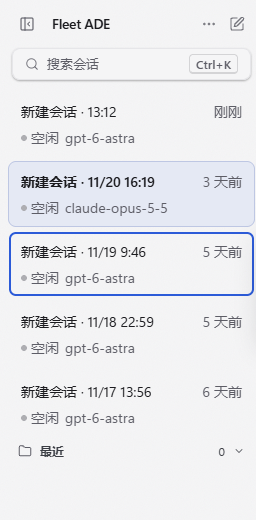 Fleet ADE
搜索会话 Ctrl+K
新建会话 · 13:12 刚刚
空闲 gpt-6-astra
新建会话 · 11/20 16:19 3 天前
空闲 claude-opus-5-5
新建会话 · 11/19 9:46 5 天前
空闲 gpt-6-astra
新建会话 · 11/18 22:59 5 天前
空闲 gpt-6-astra
新建会话 · 11/17 13:56 6 天前
空闲 gpt-6-astra
最近 0